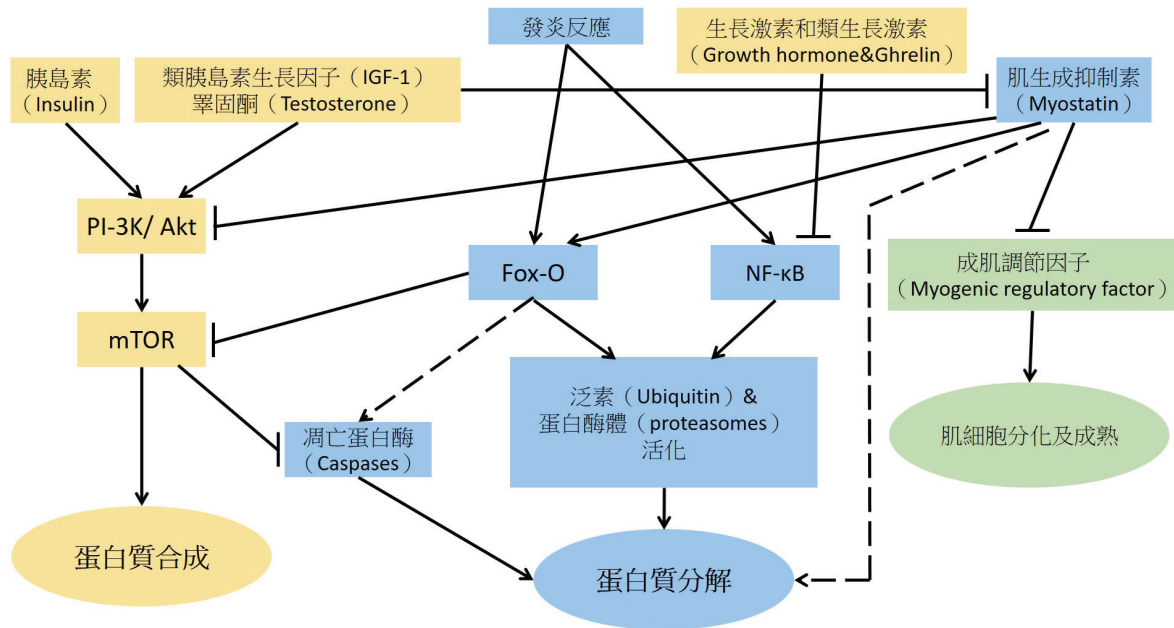 發炎反應
生長激素和類生長激素
（Growth hormone&Ghrelin）
胰島素
（Insulin）
類胰島素生長因子（IGF-1）
睪固酮（Testosterone）
肌生成抑制素
（Myostatin）
PI-3K/ Akt
Fox-O
NF-κB
成肌調節因子
（Myogenic regulatory factor）
mTOR
泛素（Ubiquitin）&
蛋白酶體（proteasomes）
活化
凋亡蛋白酶
（Caspases）
肌細胞分化及成熟
蛋白質合成
蛋白質分解